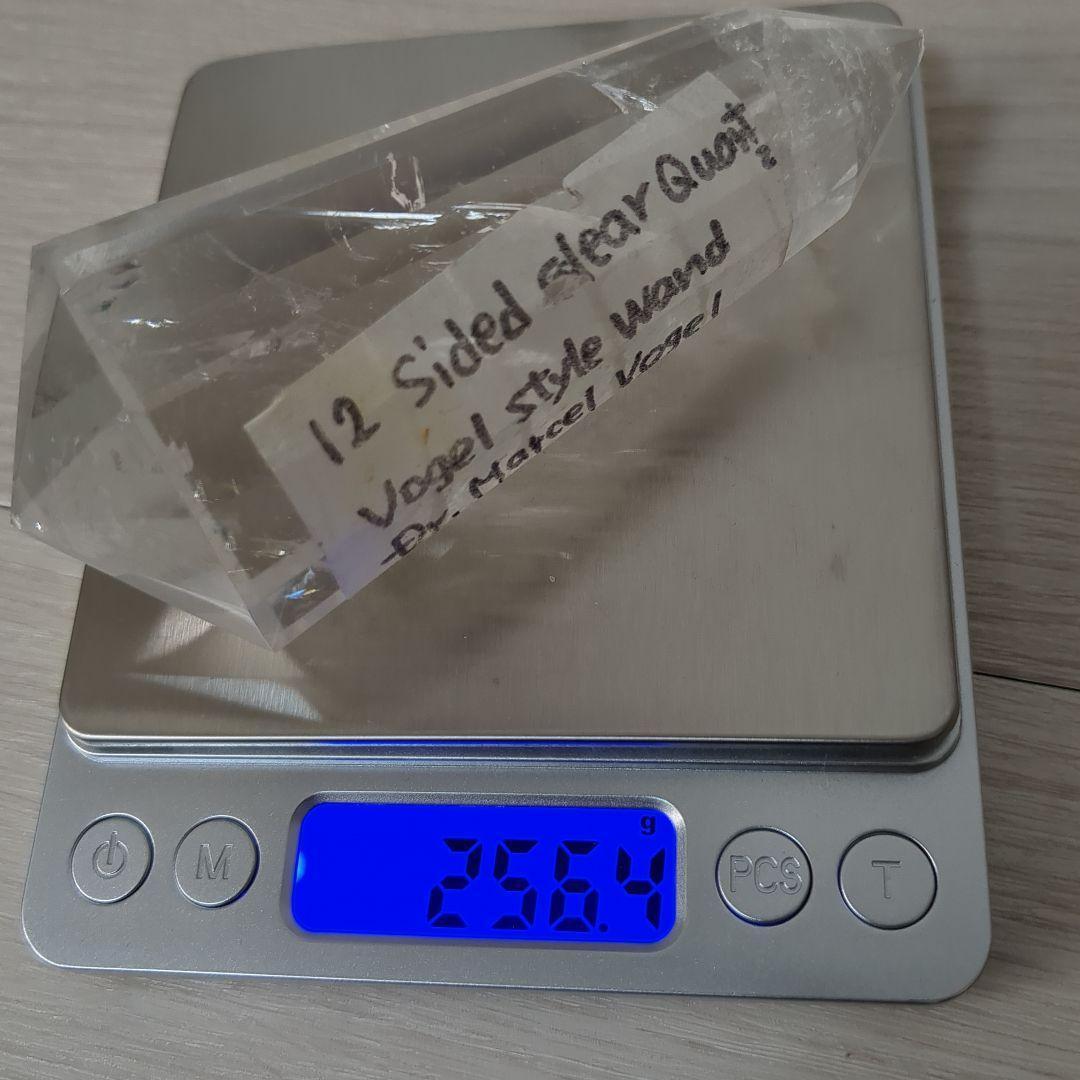 12 Sided clear Quartz
Vogel style wand
Dr. Marcel Vogel
g
256.4
M
PCS
T